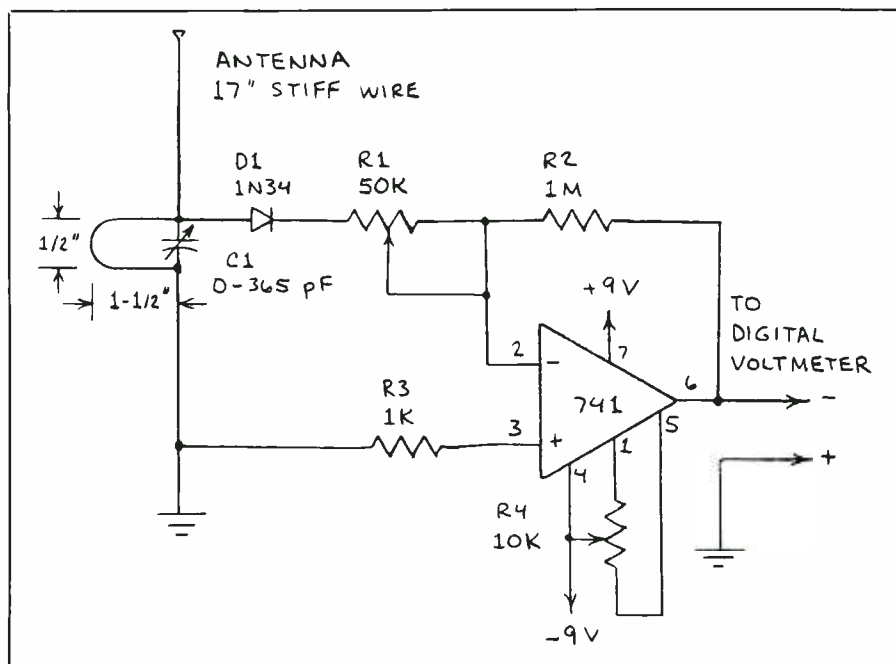 ANTENNA
17" STIFF WIRE
D1
1N34
R1
50K
R2
1M
1/2"
C1
0-365 pF
1-1/2"
+9V
TO
DIGITAL
VOLTMETER
2
-
7
6
-
R3
1K
741
5
3
+
1
4
+
R4
10K
-9V